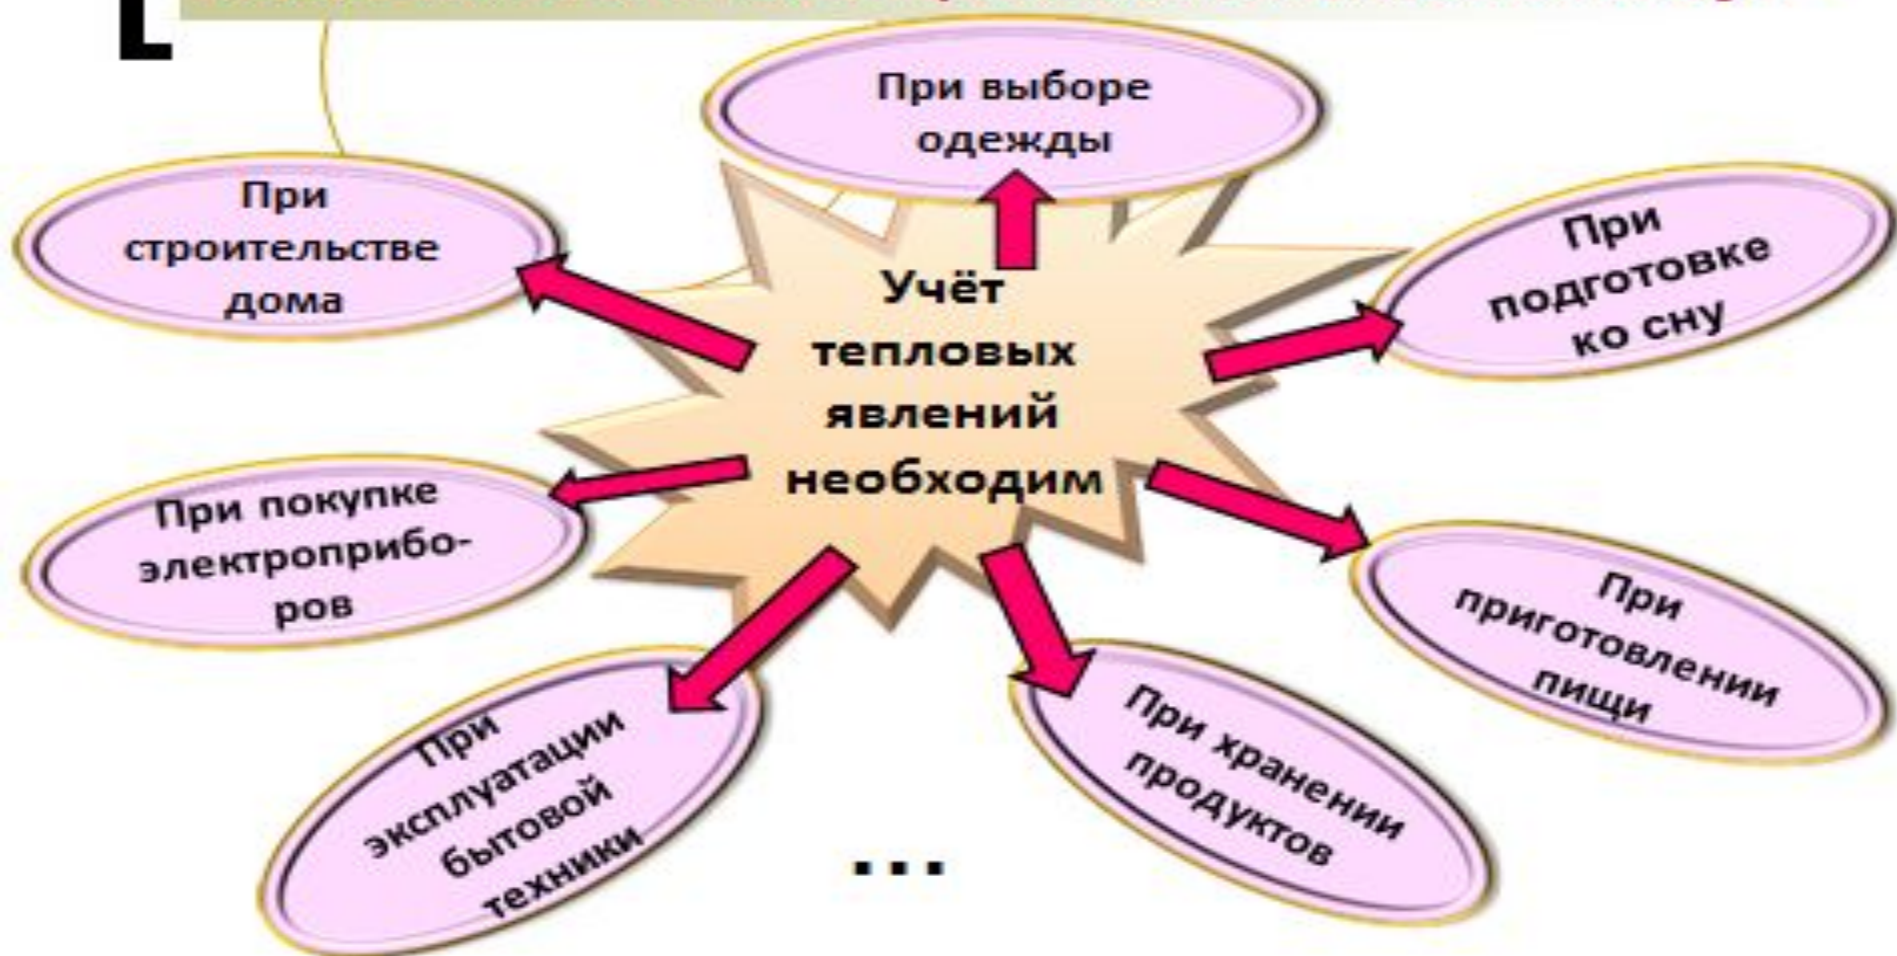 При выборе
одежды
При
строительстве
дома
При
подготовке
ко сну
Учёт
тепловых
явлений
необходим
При покупке
электроприбо-
ров
При
приготовлении
пищи
При
эксплуатации
бытовой
техники
При хранении
продуктов
...